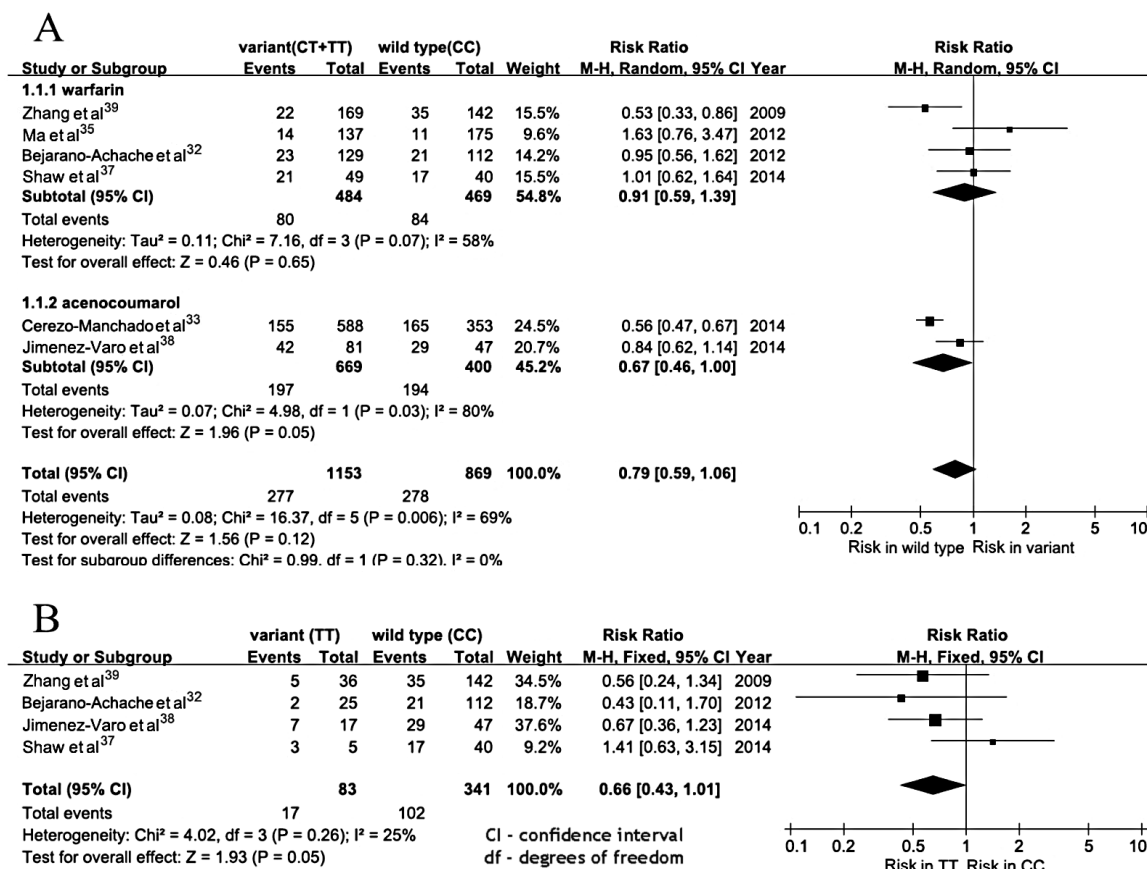 A
variant(CT+TT) wild type(CC) Risk Ratio Risk Ratio
Study or Subgroup Events Total Events Total Weight M-H, Random, 95% CI Year M-H, Random, 95% CI
1.1.1 warfarin
Zhang et al39 22 169 35 142 15.5% 0.53 [0.33, 0.86] 2009
Ma et al35 14 137 11 175 9.6% 1.63 [0.76, 3.47] 2012
Bejarano-Achache et al32 23 129 21 112 14.2% 0.95 [0.56, 1.62] 2012
Shaw et al37 21 49 17 40 15.5% 1.01 [0.62, 1.64] 2014
Subtotal (95% CI) 484 469 54.8% 0.91 [0.59, 1.39]
Total events 80 84
Heterogeneity: Tau² = 0.11; Chi² = 7.16, df = 3 (P = 0.07); I² = 58%
Test for overall effect: Z = 0.46 (P = 0.65)
1.1.2 acenocoumarol
Cerezo-Manchado et al33 155 588 165 353 24.5% 0.56 [0.47, 0.67] 2014
Jimenez-Varo et al38 42 81 29 47 20.7% 0.84 [0.62, 1.14] 2014
Subtotal (95% CI) 669 400 45.2% 0.67 [0.46, 1.00]
Total events 197 194
Heterogeneity: Tau² = 0.07; Chi² = 4.98, df = 1 (P = 0.03); I² = 80%
Test for overall effect: Z = 1.96 (P = 0.05)
Total (95% CI) 1153 869 100.0% 0.79 [0.59, 1.06]
Total events 277 278
Heterogeneity: Tau² = 0.08; Chi² = 16.37, df = 5 (P = 0.006); I² = 69%
Test for overall effect: Z = 1.56 (P = 0.12)
Test for subgroup differences: Chi² = 0.99, df = 1 (P = 0.32), I² = 0%
0.1 0.2 0.5 1 2 5 10
Risk in wild type Risk in variant
B
variant (TT) wild type (CC) Risk Ratio Risk Ratio
Study or Subgroup Events Total Events Total Weight M-H, Fixed, 95% CI Year M-H, Fixed, 95% CI
Zhang et al39 5 36 35 142 34.5% 0.56 [0.24, 1.34] 2009
Bejarano-Achache et al32 2 25 21 112 18.7% 0.43 [0.11, 1.70] 2012
Jimenez-Varo et al38 7 17 29 47 37.6% 0.67 [0.36, 1.23] 2014
Shaw et al37 3 5 17 40 9.2% 1.41 [0.63, 3.15] 2014
Total (95% CI) 83 341 100.0% 0.66 [0.43, 1.01]
Total events 17 102
Heterogeneity: Chi² = 4.02, df = 3 (P = 0.26); I² = 25%
Test for overall effect: Z = 1.93 (P = 0.05)
CI - confidence interval
df - degrees of freedom
0.1 0.2 0.5 1 2 5 10
Risk in TT Risk in CC